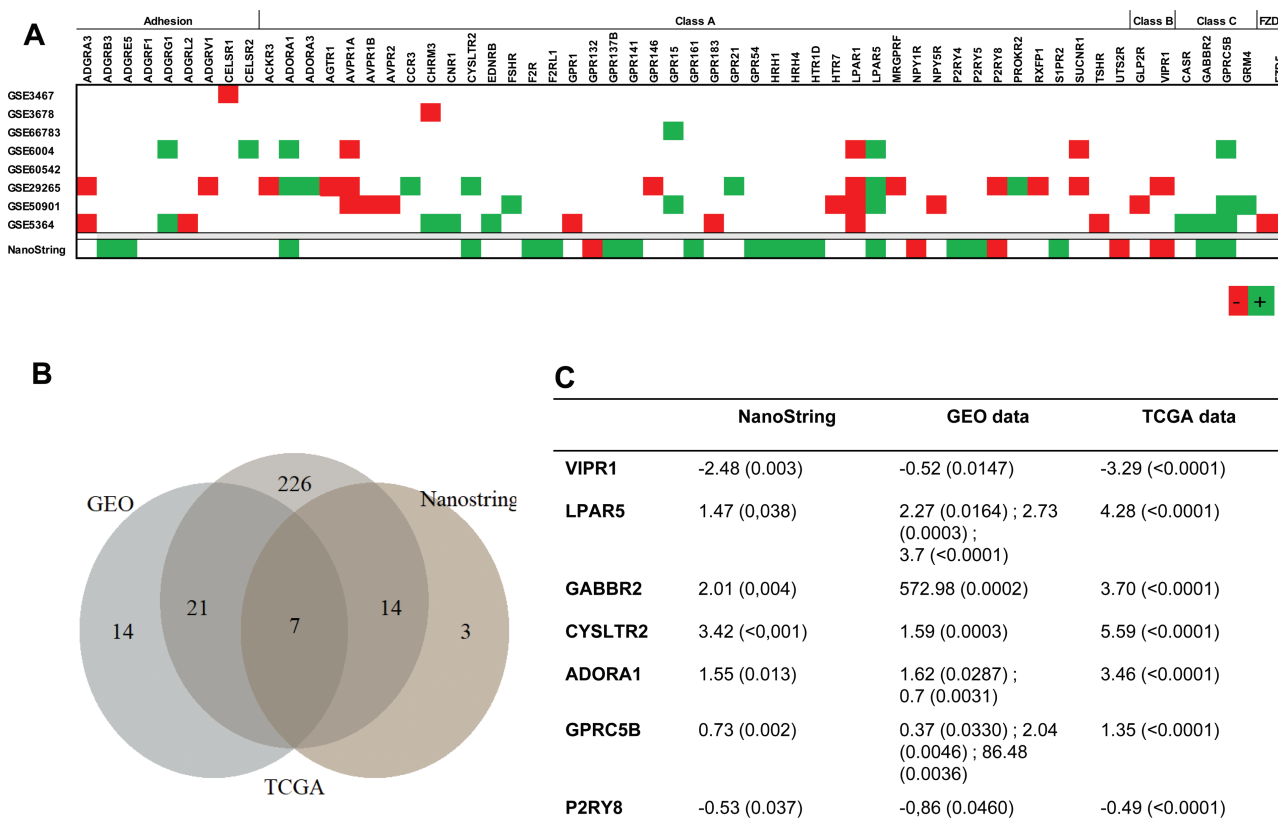 A
Adhesion Class A Class B Class C FZD
ADGRA3
ADGRB3
ADGRE5
ADGRF1
ADGRG1
ADGRL2
ADGRV1
CELSR1
CELSR2
ACKR3
ADORA1
ADORA3
AGTR1
AVPR1A
AVPR1B
AVPR2
CCR3
CHRM3
CNR1
CYSLTR2
EDNRB
FSHR
F2R
F2RL1
GPR1
GPR132
GPR137B
GPR141
GPR146
GPR15
GPR161
GPR183
GPR21
GPR54
HRH1
HRH4
HTR1D
HTR7
LPAR1
LPAR5
MRGPRF
NPY1R
NPY5R
P2RY4
P2RY5
P2RY8
PROKR2
RXFP1
S1PR2
SUCNR1
TSHR
UTS2R
GLP2R
VIPR1
CASR
GABBR2
GPRC5B
GRM4
GSE3467
GSE3678
GSE66783
GSE6004
GSE60542
GSE29265
GSE50901
GSE5364
NanoString
- +
B
GEO
Nanostring
226
21
14
14
7
3
TCGA
C
NanoString GEO data TCGA data
VIPR1 -2.48 (0.003) -0.52 (0.0147) -3.29 (<0.0001)
LPAR5 1.47 (0,038) 2.27 (0.0164) ; 2.73 4.28 (<0.0001)
(0.0003) ;
3.7 (<0.0001)
GABBR2 2.01 (0,004) 572.98 (0.0002) 3.70 (<0.0001)
CYSLTR2 3.42 (<0,001) 1.59 (0.0003) 5.59 (<0.0001)
ADORA1 1.55 (0.013) 1.62 (0.0287) ; 3.46 (<0.0001)
0.7 (0.0031)
GPRC5B 0.73 (0.002) 0.37 (0.0330) ; 2.04 1.35 (<0.0001)
(0.0046) ; 86.48
(0.0036)
P2RY8 -0.53 (0.037) -0,86 (0.0460) -0.49 (<0.0001)